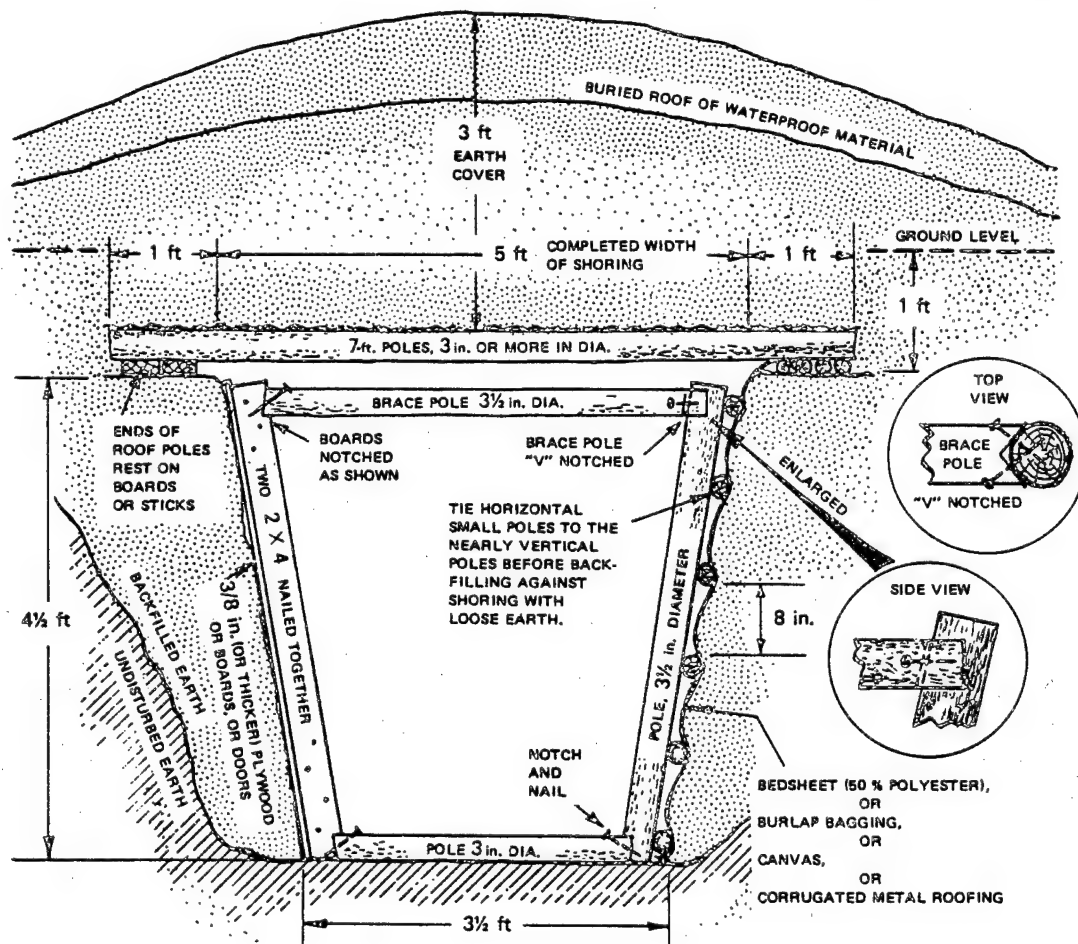 BURIED ROOF OF WATERPROOF MATERIAL
3 ft
EARTH
COVER
GROUND LEVEL
1 ft
5 ft
COMPLETED WIDTH
OF SHORING
1 ft
1 ft
7-ft. POLES, 3 in. OR MORE IN DIA.
BRACE POLE 3½ in. DIA.
ENDS OF
ROOF POLES
REST ON
BOARDS
OR STICKS
BOARDS
NOTCHED
AS SHOWN
BRACE POLE
"V" NOTCHED
TOP
VIEW
BRACE
POLE
"V" NOTCHED
ENLARGED
TWO 2 X 4 NAILED TOGETHER
TIE HORIZONTAL
SMALL POLES TO THE
NEARLY VERTICAL
POLES BEFORE BACK-
FILLING AGAINST
SHORING WITH
LOOSE EARTH.
SIDE VIEW
4½ ft
BACKFILLED EARTH
UNDISTURBED EARTH
3/8 in. (OR THICKER) PLYWOOD
OR BOARDS OR DOORS
POLE, 3½ in. DIAMETER
8 in.
NOTCH
AND
NAIL
POLE 3 in. DIA.
BEDSHEET (50 % POLYESTER),
OR
BURLAP BAGGING,
OR
CANVAS,
OR
CORRUGATED METAL ROOFING
3½ ft